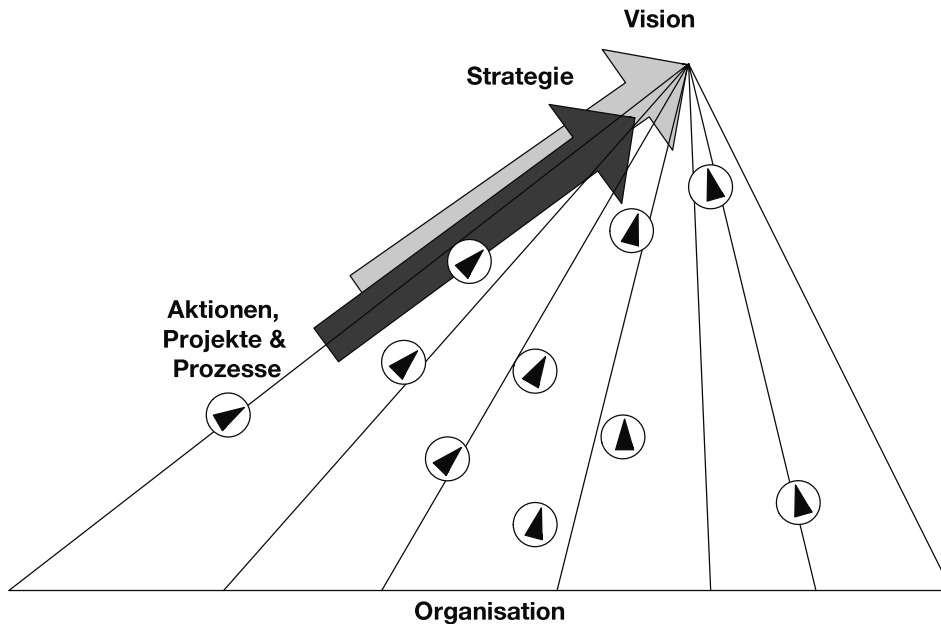 Vision
Strategie
Aktionen,
Projekte &
Prozesse
Organisation